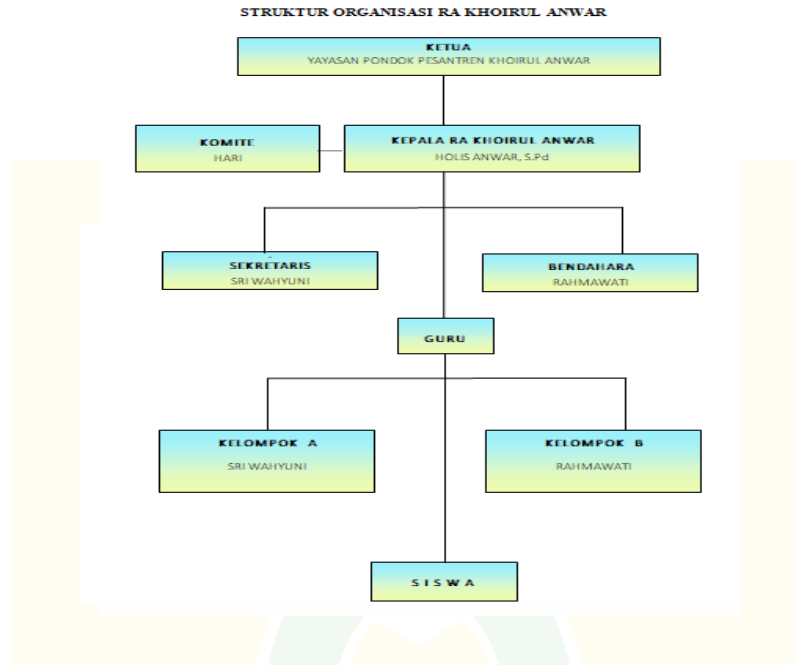 STRUKTUR ORGANISASI RA KHOIRUL ANWAR
KETUA
YAYASAN PONDOK PESANTREN KHOIRUL ANWAR
KOMITE
HARI
KEPALA RA KHOIRUL ANWAR
HOLIS ANWAR, S.Pd
SEKRETARIS
SRI WAHYUNI
BENDAHARA
RAHMAWATI
GURU
KELOMPOK A
SRI WAHYUNI
KELOMPOK B
RAHMAWATI
S I S W A